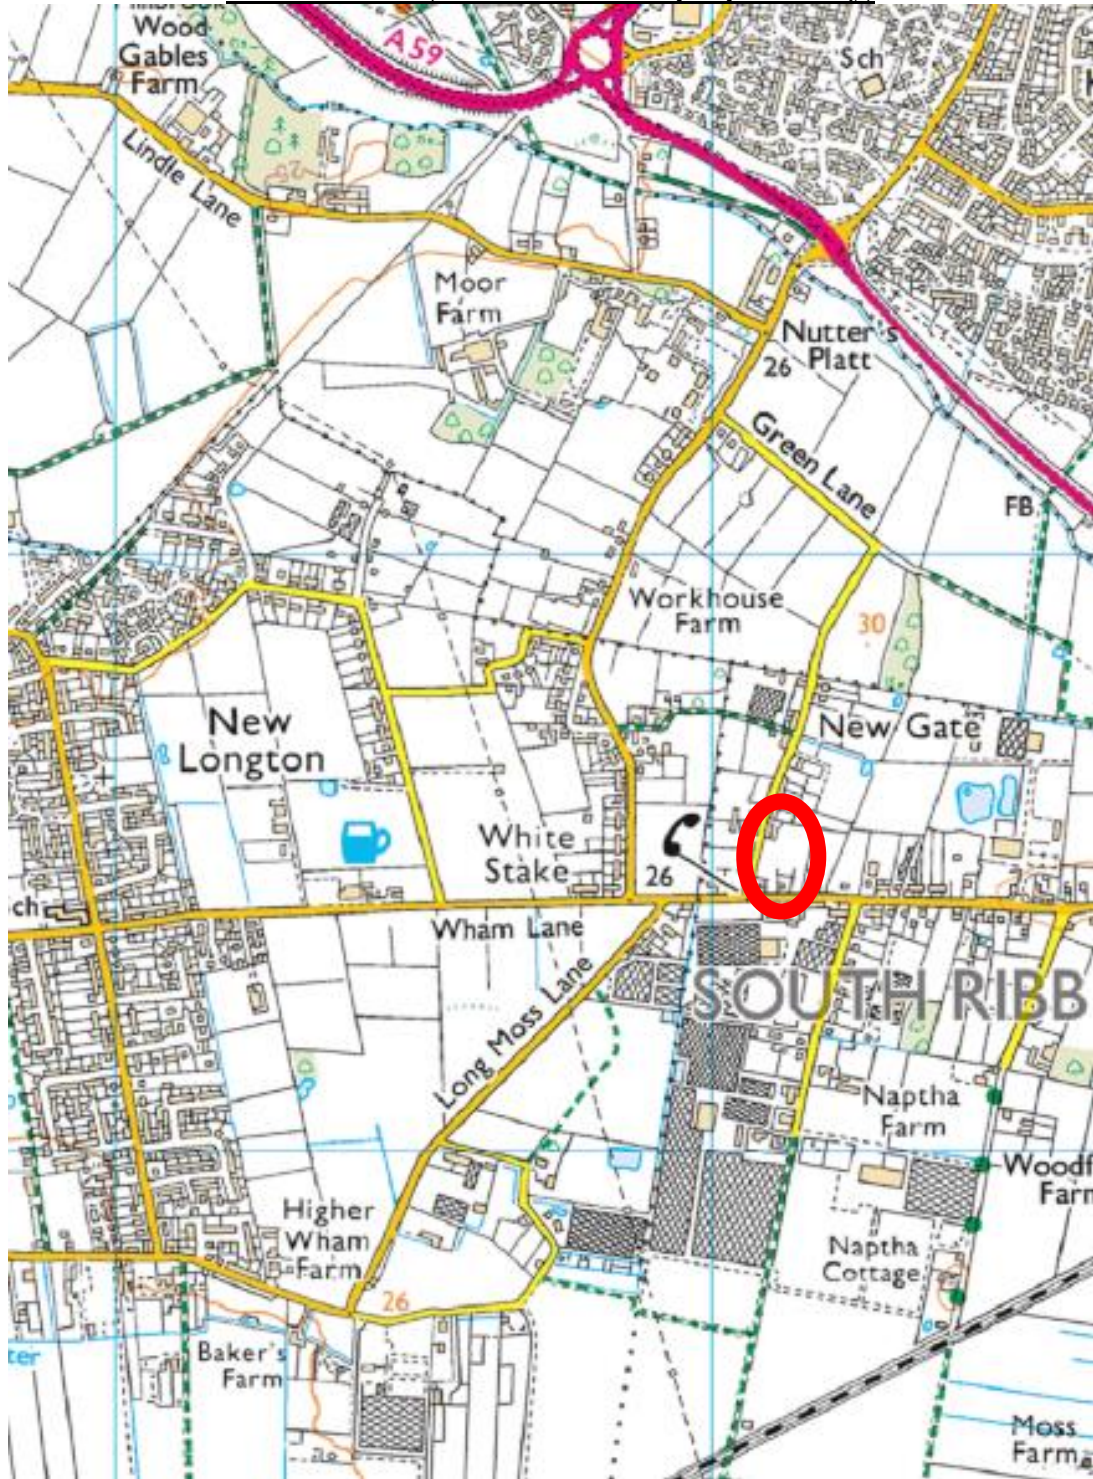 Wood
Gables
Farm
A 59
Sch
Lindle Lane
Moor
Farm
Nutter's
Platt
26
Green Lane
FB
Workhouse
Farm
30
New
Longton
New Gate
White
Stake
26
Wham Lane
SOUTH RIBB
Long Moss Lane
Naptha
Farm
Woodf
Farm
Higher
Wham
Farm
Naptha
Cottage
26
Baker's
Farm
Moss
Farm